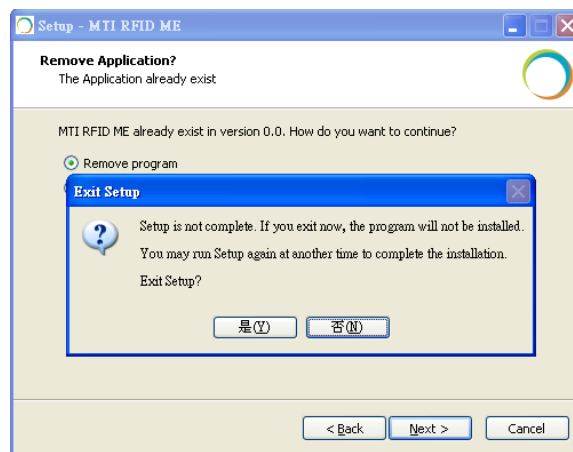 Setup - MTI RFID ME
Remove Application?
The Application already exist
MTI RFID ME already exist in version 0.0. How do you want to continue?
Remove program
Exit Setup
Setup is not complete. If you exit now, the program will not be installed.
You may run Setup again at another time to complete the installation.
Exit Setup?
是(Y) 否(N)
< Back Next > Cancel